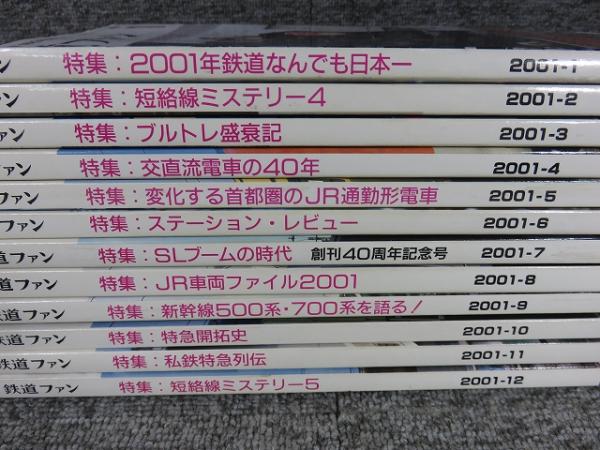 ァン 特集：2001年鉄道なんでも日本一 2001-1
ァン 特集：短絡線ミステリー4 2001-2
ファン 特集：ブルトレ盛衰記 2001-3
ファン 特集：交直流電車の40年 2001-4
ファン 特集：変化する首都圏のJR通勤形電車 2001-5
ファン 特集：ステーション・レビュー 2001-6
道ファン 特集：SLブームの時代 創刊40周年記念号 2001-7
道ファン 特集：JR車両ファイル2001 2001-8
鉄道ファン 特集：新幹線500系・700系を語る！ 2001-9
鉄道ファン 特集：特急開拓史 2001-10
鉄道ファン 特集：私鉄特急列伝 2001-11
鉄道ファン 特集：短絡線ミステリー5 2001-12